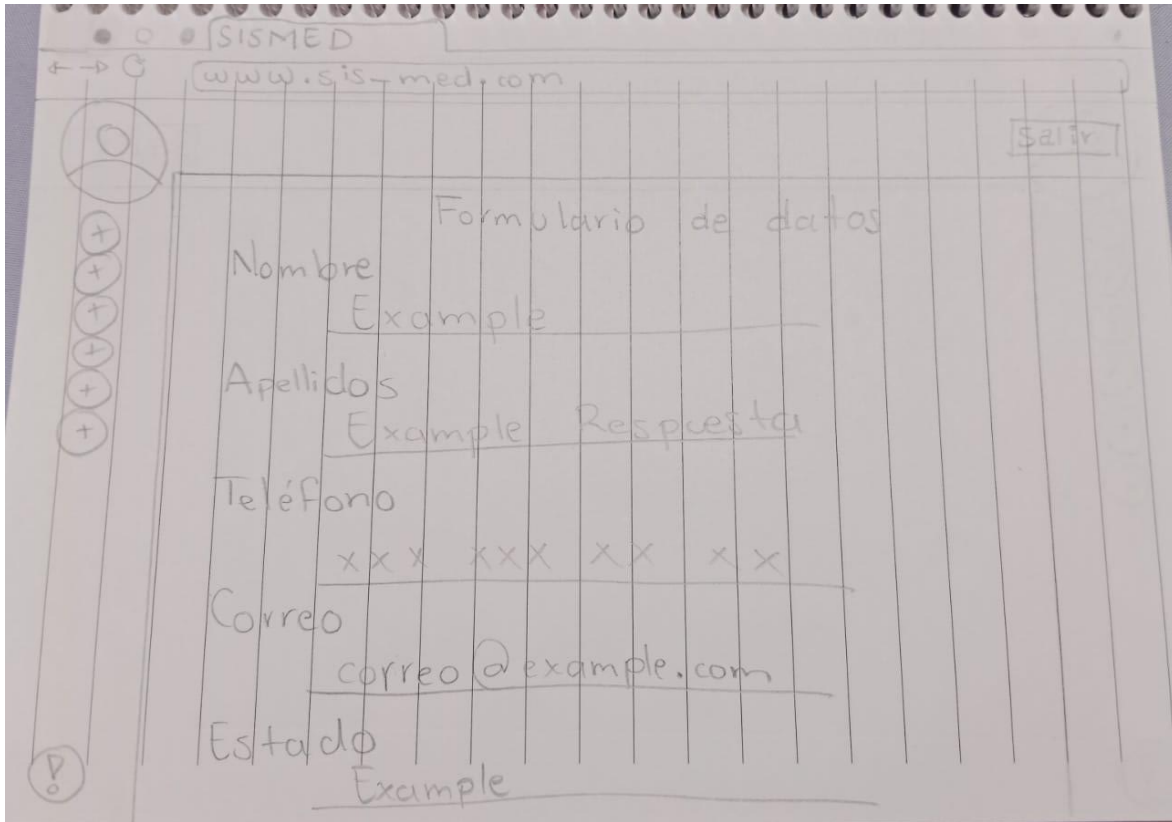 SISMED
www.sis-med.com
Salir
Formulario de datos
Nombre
Example
Apellidos
Example Respuesta
Teléfono
xxx xxx xx xx
Correo
correo@example.com
Estado
Example